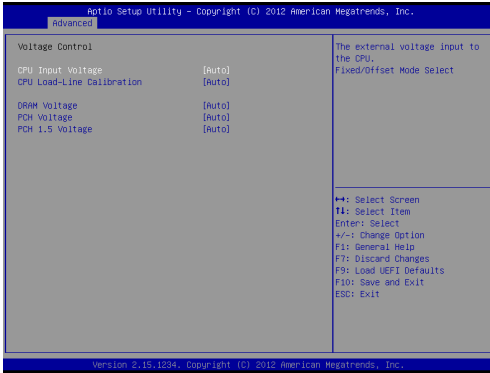 Aptio Setup Utility – Copyright (C) 2012 American Megatrends, Inc.
Advanced
Voltage Control
CPU Input Voltage [Auto]
CPU Load-Line Calibration [Auto]
DRAM Voltage [Auto]
PCH Voltage [Auto]
PCH 1.5 Voltage [Auto]
The external voltage input to
the CPU.
Fixed/Offset Mode Select
↔: Select Screen
↑↓: Select Item
Enter: Select
+/-: Change Option
F1: General Help
F7: Discard Changes
F9: Load UEFI Defaults
F10: Save and Exit
ESC: Exit
Version 2.15.1234. Copyright (C) 2012 American Megatrends, Inc.